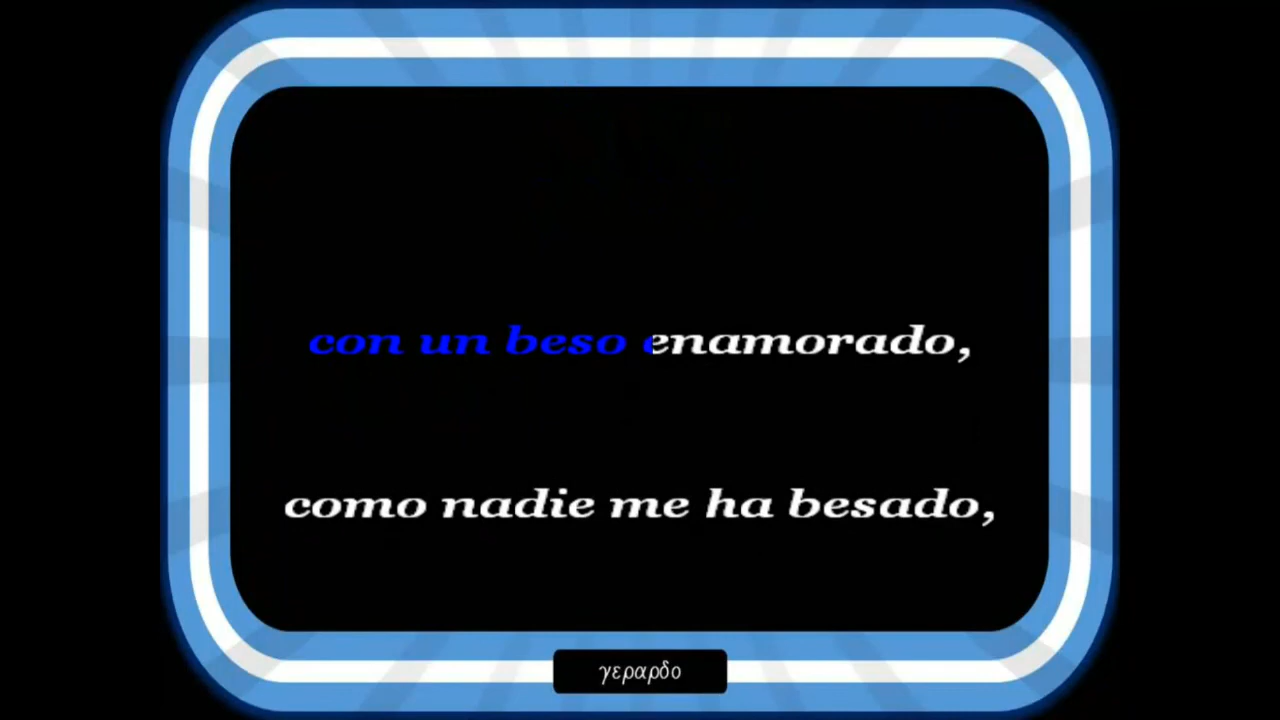 con un beso enamorado,
como nadie me ha besado,
γεραρδο